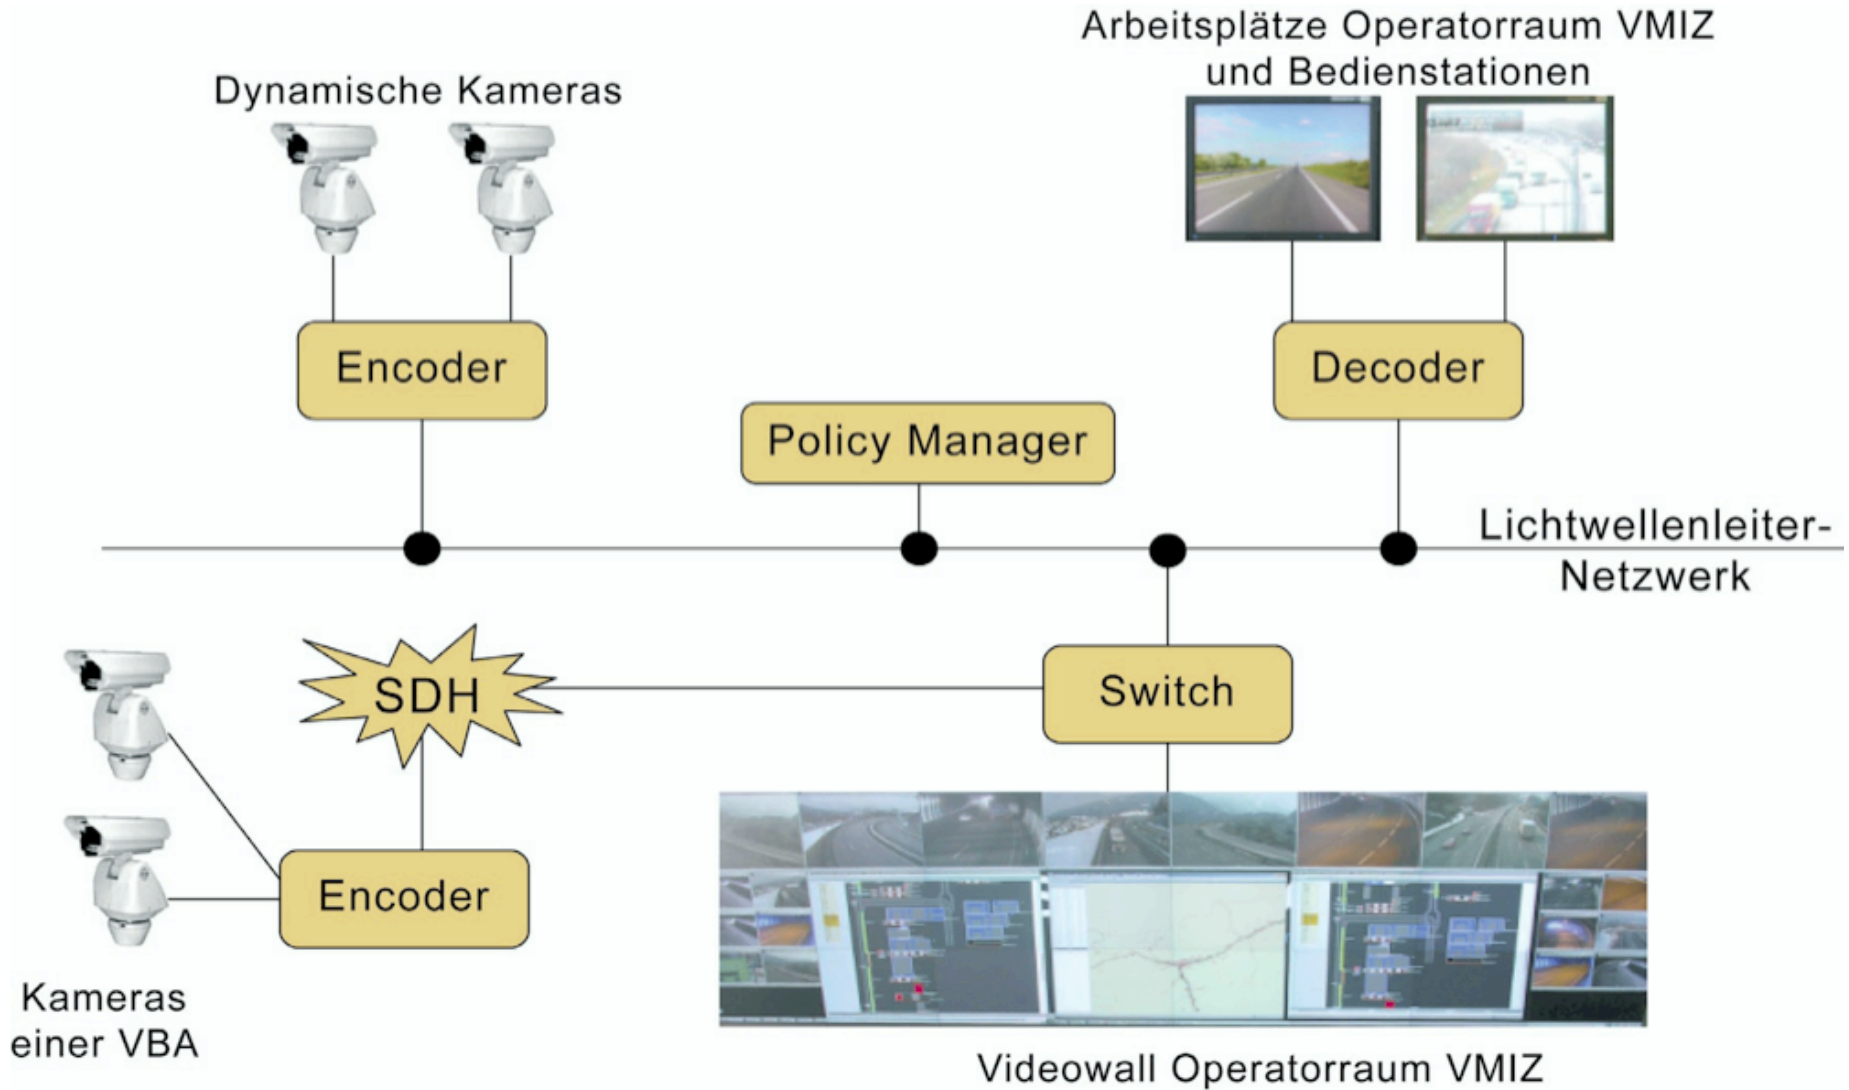 Arbeitsplätze Operatorraum VMIZ
und Bedienstationen
Dynamische Kameras
Encoder
Decoder
Policy Manager
Lichtwellenleiter-
Netzwerk
SDH
Switch
Encoder
Kameras
einer VBA
Videowall Operatorraum VMIZ